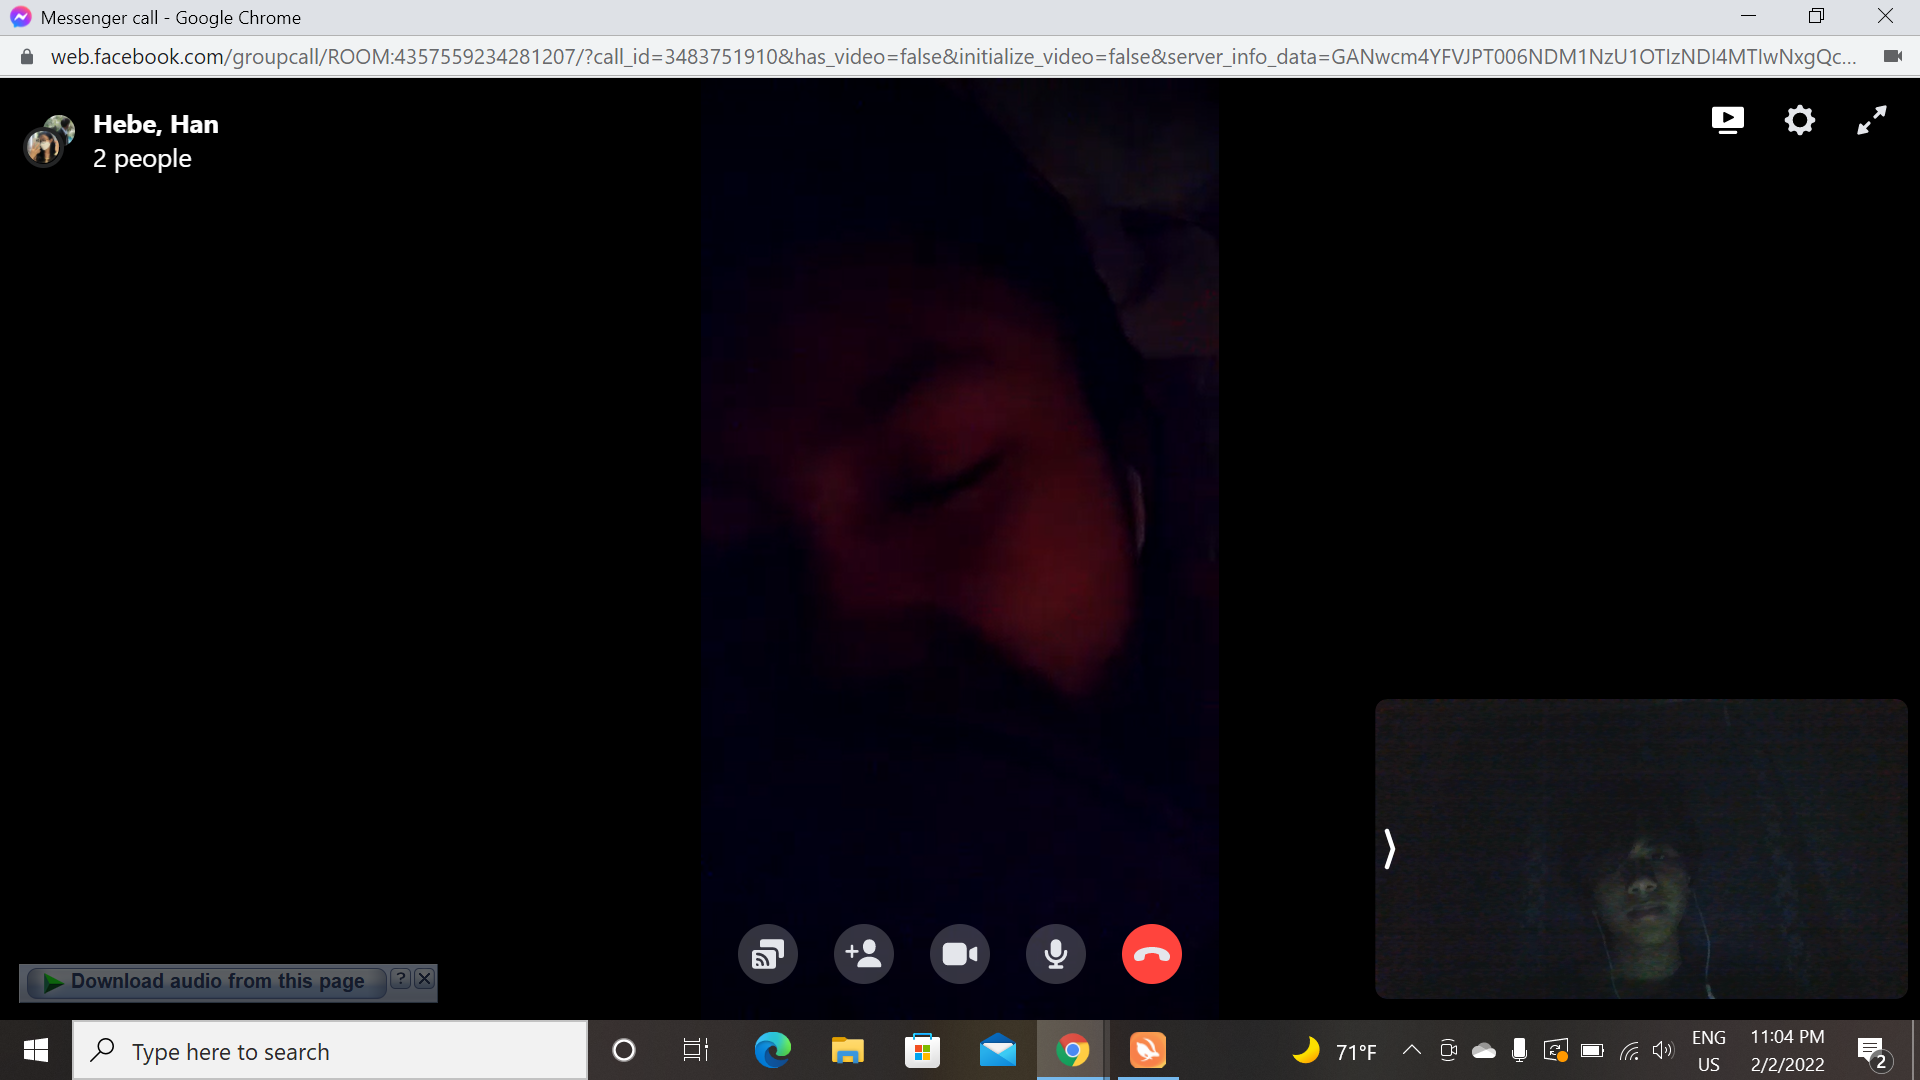 Messenger call - Google Chrome
web.facebook.com/groupcall/ROOM:4357559234281207/?call_id=3483751910&has_video=false&initialize_video=false&server_info_data=GANwcm4YFVJPT006NDM1NzU1OTIzNDI4MTIwNxgQc...
Hebe, Han
2 people
Download audio from this page
?
Type here to search
71°F
ENG
US
11:04 PM
2/2/2022
2